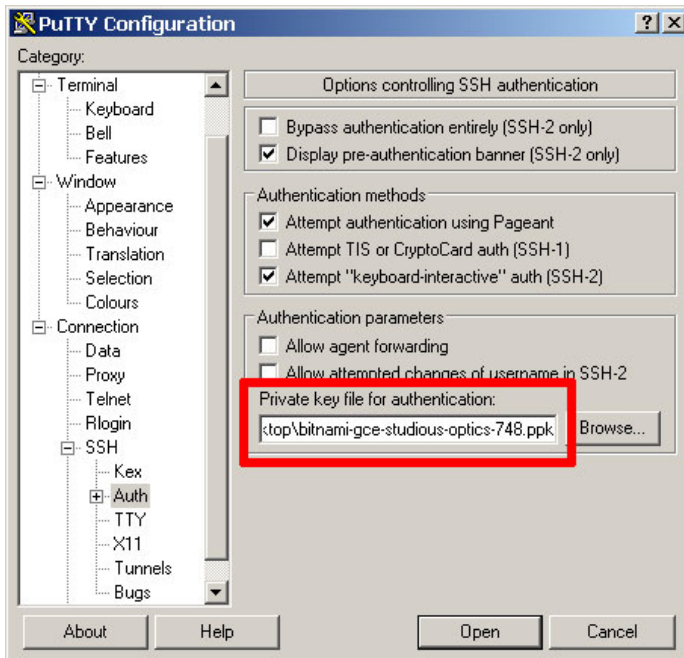 PuTTY Configuration
Category:
Terminal
Keyboard
Bell
Features
Window
Appearance
Behaviour
Translation
Selection
Colours
Connection
Data
Proxy
Telnet
Rlogin
SSH
Kex
Auth
TTY
X11
Tunnels
Bugs
Options controlling SSH authentication
Bypass authentication entirely (SSH-2 only)
Display pre-authentication banner (SSH-2 only)
Authentication methods
Attempt authentication using Pageant
Attempt TIS or CryptoCard auth (SSH-1)
Attempt "keyboard-interactive" auth (SSH-2)
Authentication parameters
Allow agent forwarding
Allow attempted changes of username in SSH-2
Private key file for authentication:
top\bitnami-gce-studious-optics-748.ppk
Browse...
About
Help
Open
Cancel